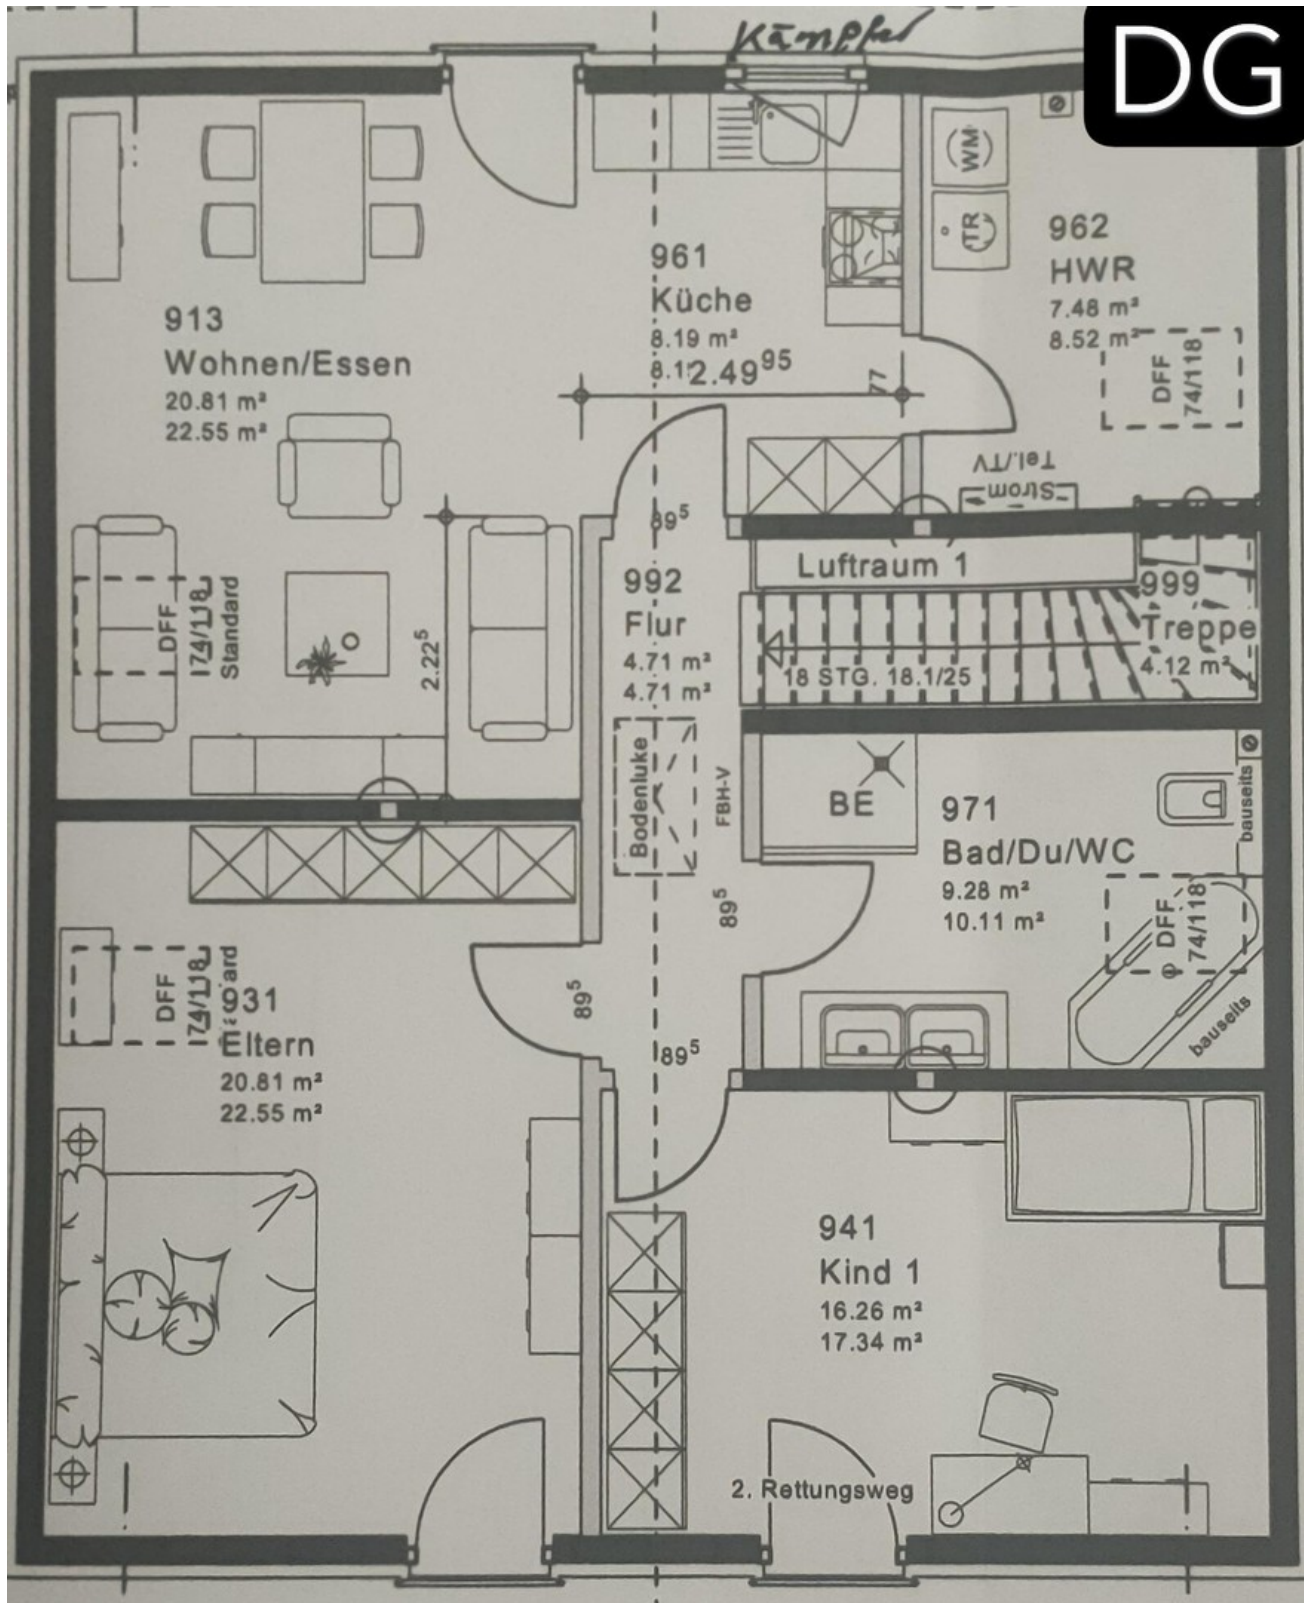 Kämpfer
DG
WM
TR
962
HWR
7.48 m²
8.52 m²
DFF
74/118
961
Küche
8.19 m²
2.49⁹⁵
77
913
Wohnen/Essen
20.81 m²
22.55 m²
Tel./TV
Strom
89⁵
Luftraum 1
992
Flur
4.71 m²
4.71 m²
999
Treppe
4.12 m²
18 STG. 18.1/25
DFF
74/118
Standard
2.22⁵
Bodenluke
FBH-V
BE
bauseits
971
Bad/Du/WC
9.28 m²
10.11 m²
DFF
74/118
bauseits
89⁵
89⁵
89⁵
DFF
74/118
931
Eltern
20.81 m²
22.55 m²
941
Kind 1
16.26 m²
17.34 m²
2. Rettungsweg